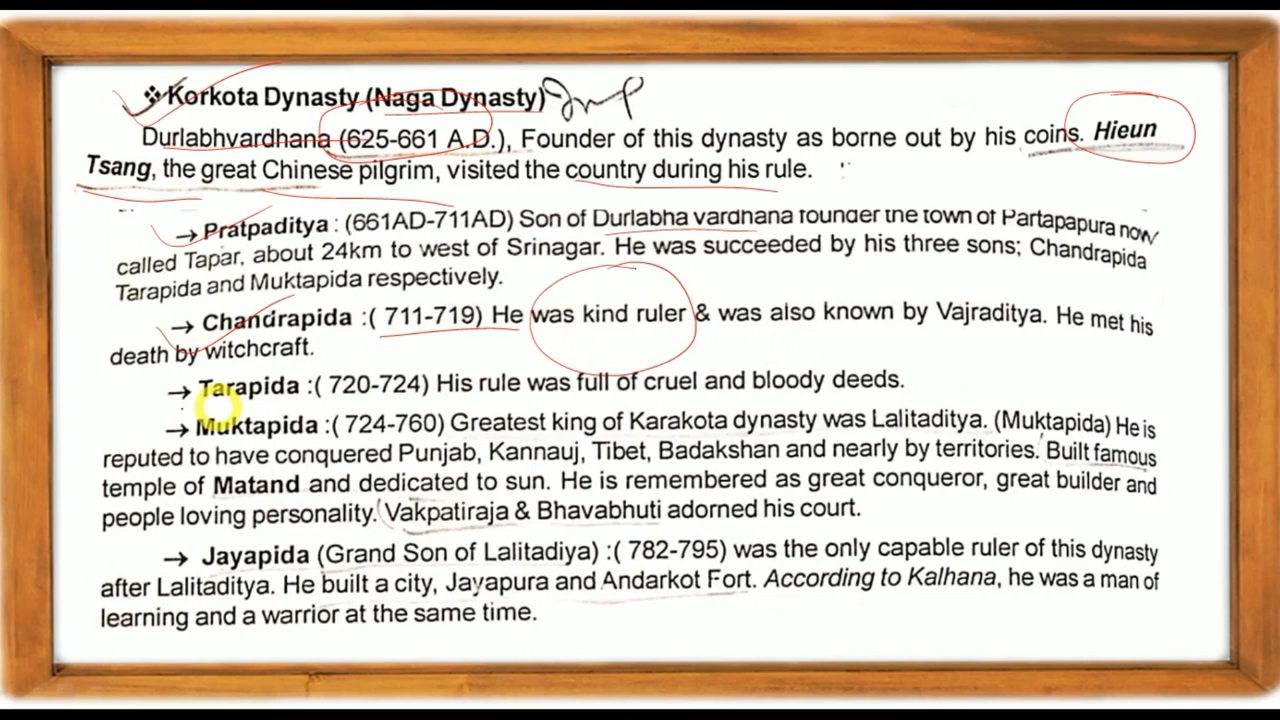 ❖ Korkota Dynasty (Naga Dynasty) Imp
Durlabhvardhana (625-661 A.D.), Founder of this dynasty as borne out by his coins. Hieun
Tsang, the great Chinese pilgrim, visited the country during his rule.
→ Pratpaditya : (661AD-711AD) Son of Durlabha vardhana founder the town of Partapapura now
called Tapar, about 24km to west of Srinagar. He was succeeded by his three sons; Chandrapida
Tarapida and Muktapida respectively.
→ Chandrapida :( 711-719) He was kind ruler & was also known by Vajraditya. He met his
death by witchcraft.
→ Tarapida :( 720-724) His rule was full of cruel and bloody deeds.
→ Muktapida :( 724-760) Greatest king of Karakota dynasty was Lalitaditya. (Muktapida) He is
reputed to have conquered Punjab, Kannauj, Tibet, Badakshan and nearly by territories. Built famous
temple of Matand and dedicated to sun. He is remembered as great conqueror, great builder and
people loving personality. Vakpatiraja & Bhavabhuti adorned his court.
→ Jayapida (Grand Son of Lalitadiya) :( 782-795) was the only capable ruler of this dynasty
after Lalitaditya. He built a city, Jayapura and Andarkot Fort. According to Kalhana, he was a man of
learning and a warrior at the same time.